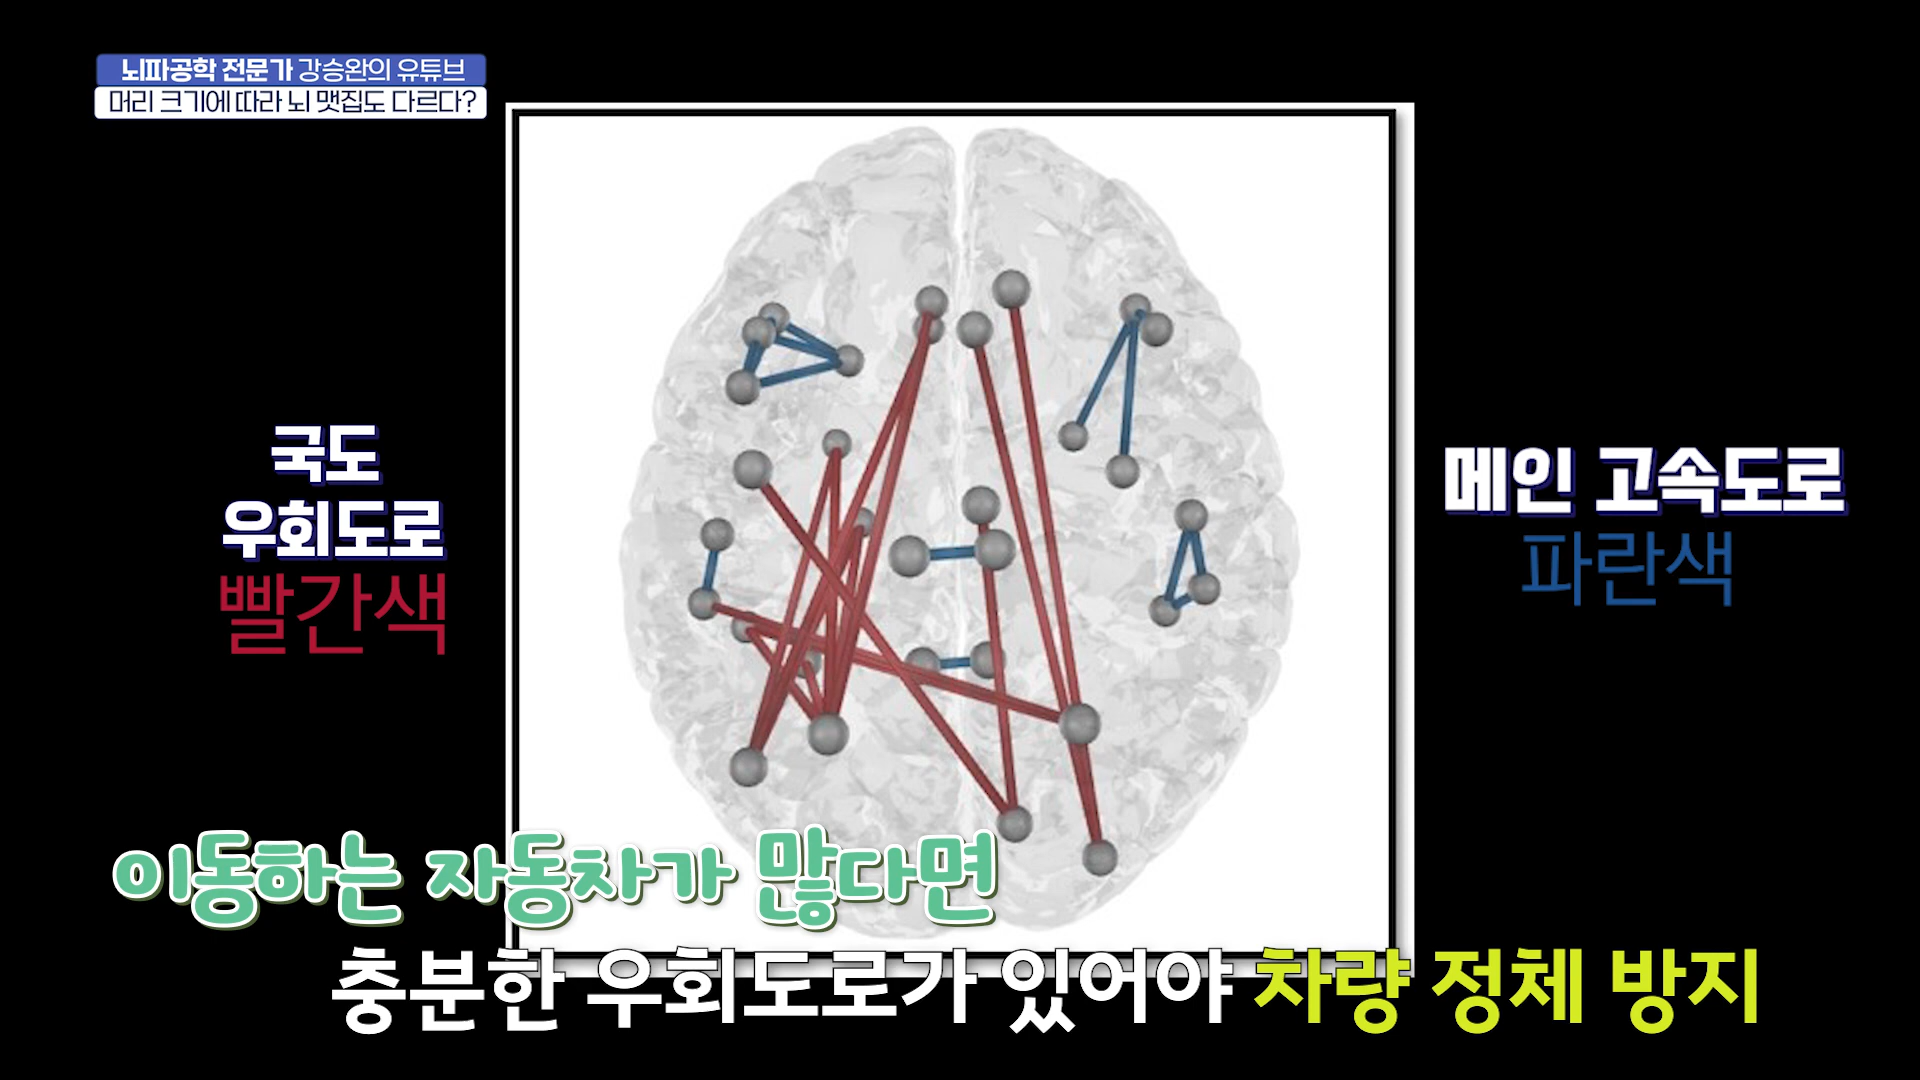 뇌파공학 전문가 강승완의 유튜브
머리 크기에 따라 뇌 맷집도 다르다?
국도
우회도로
빨간색
메인 고속도로
파란색
이동하는 자동차가 많다면
충분한 우회도로가 있어야 차량 정체 방지